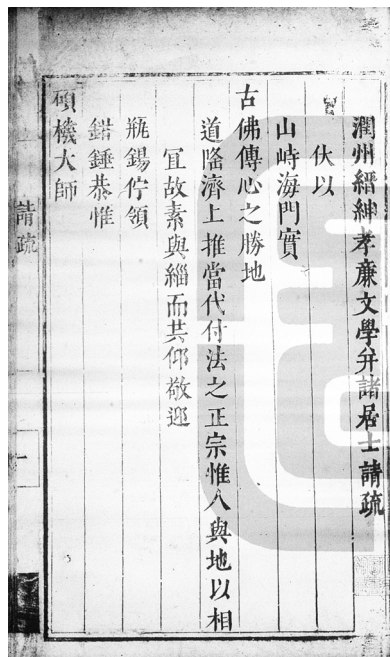 潤州縉紳孝廉文學弁諸居士請疏
伏以
山峙海門實
古佛傳心之勝地
道隆濟上推當代付法之正宗惟人與地以相
冝故素與緇而共仰敬迎
瓶錫佇領
鉗錘恭惟
碩機大師
請疏
一